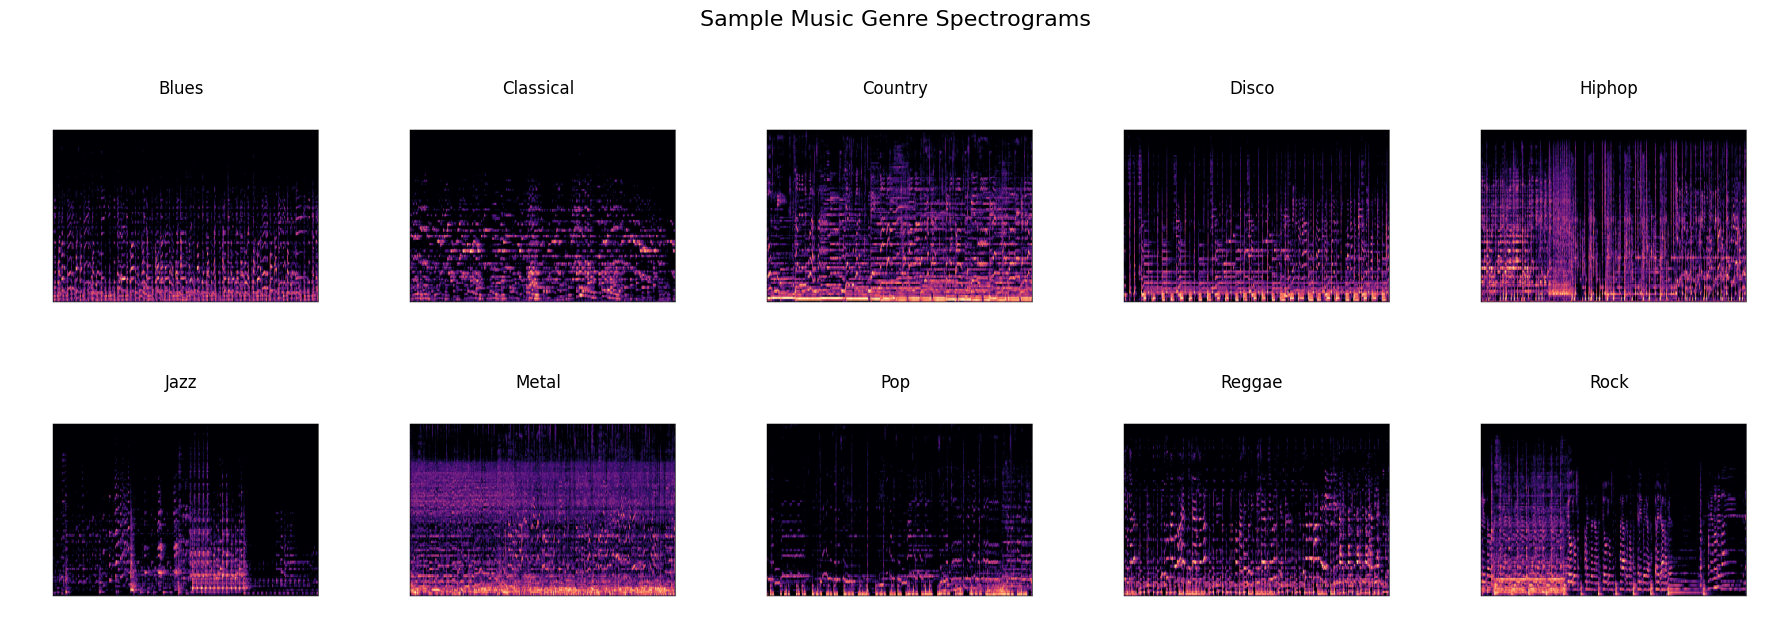 Sample Music Genre Spectrograms
Blues
Classical
Country
Disco
Hiphop
Jazz
Metal
Pop
Reggae
Rock